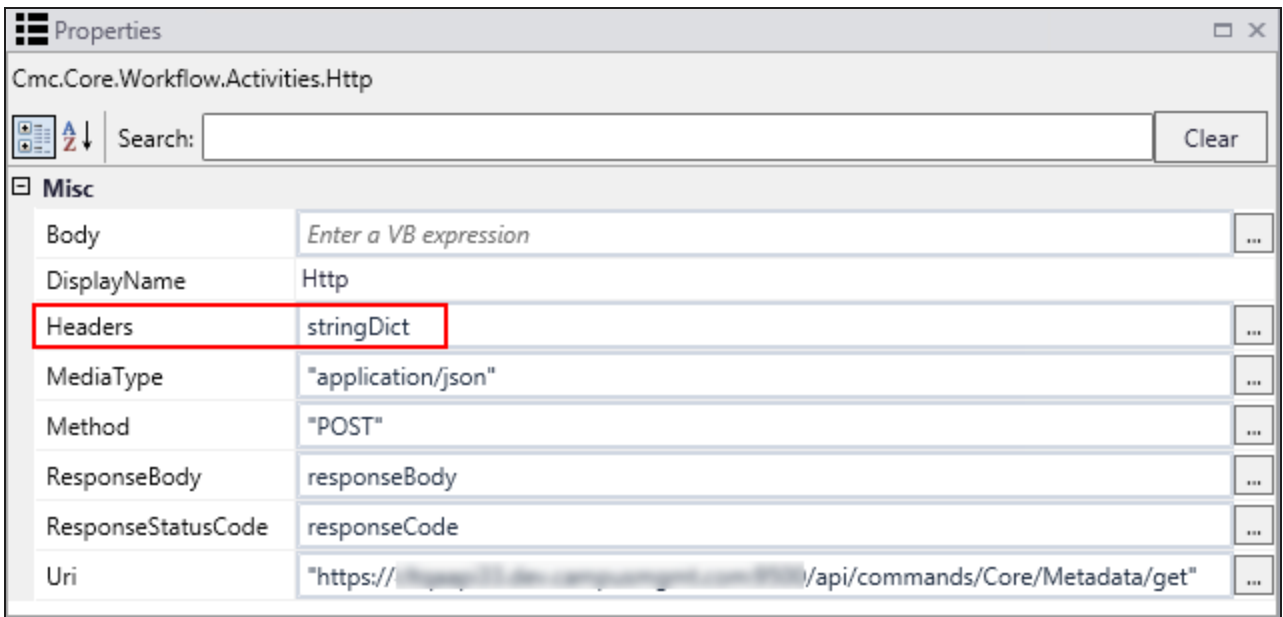 Properties
Cmc.Core.Workflow.Activities.Http
Search: Clear
Misc
Body Enter a VB expression ...
DisplayName Http
Headers stringDict ...
MediaType "application/json" ...
Method "POST" ...
ResponseBody responseBody ...
ResponseStatusCode responseCode ...
Uri "https:// /api/commands/Core/Metadata/get" ...